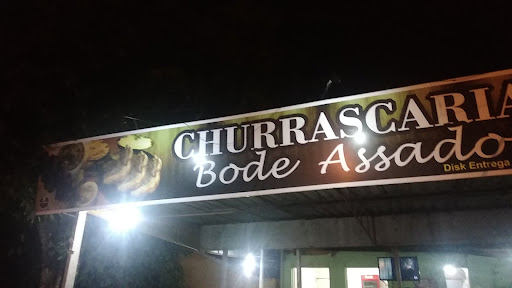 CHURRASCARIA
Bode Assado
Disk Entrega